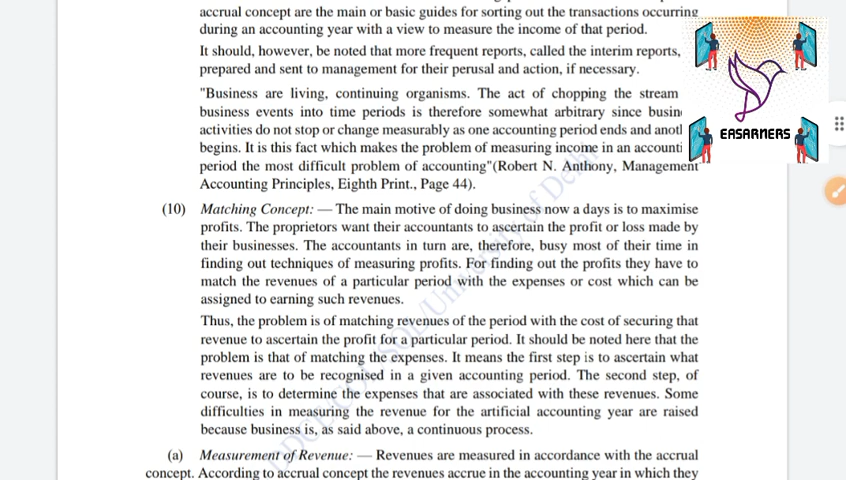 accrual concept are the main or basic guides for sorting out the transactions occurring
during an accounting year with a view to measure the income of that period.
It should, however, be noted that more frequent reports, called the interim reports,
prepared and sent to management for their perusal and action, if necessary.
"Business are living, continuing organisms. The act of chopping the stream
business events into time periods is therefore somewhat arbitrary since busin
activities do not stop or change measurably as one accounting period ends and anoth
begins. It is this fact which makes the problem of measuring income in an accounti
period the most difficult problem of accounting"(Robert N. Anthony, Management
Accounting Principles, Eighth Print., Page 44).
EASARNERS
(10) Matching Concept: — The main motive of doing business now a days is to maximise
profits. The proprietors want their accountants to ascertain the profit or loss made by
their businesses. The accountants in turn are, therefore, busy most of their time in
finding out techniques of measuring profits. For finding out the profits they have to
match the revenues of a particular period with the expenses or cost which can be
assigned to earning such revenues.
Thus, the problem is of matching revenues of the period with the cost of securing that
revenue to ascertain the profit for a particular period. It should be noted here that the
problem is that of matching the expenses. It means the first step is to ascertain what
revenues are to be recognised in a given accounting period. The second step, of
course, is to determine the expenses that are associated with these revenues. Some
difficulties in measuring the revenue for the artificial accounting year are raised
because business is, as said above, a continuous process.
(a) Measurement of Revenue: — Revenues are measured in accordance with the accrual
concept. According to accrual concept the revenues accrue in the accounting year in which they
SOL/University of Delhi